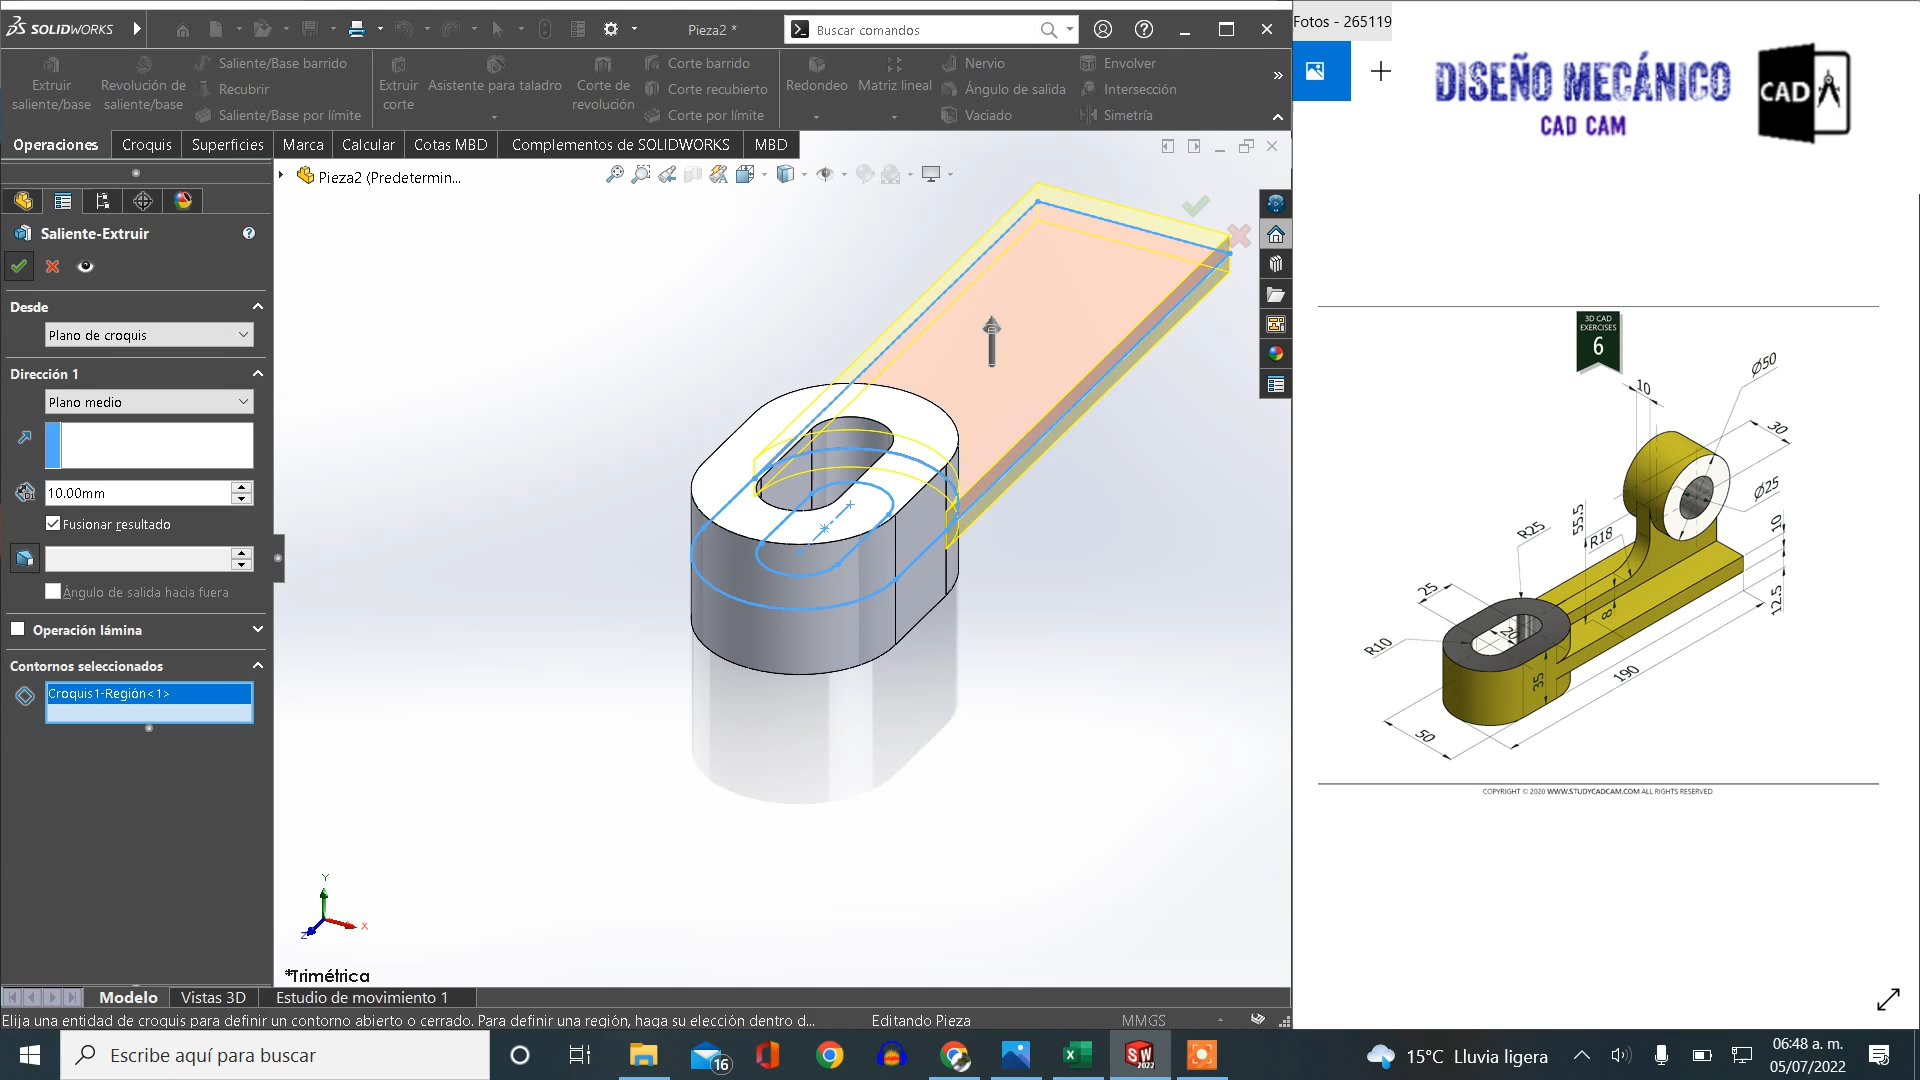 SOLIDWORKS
Pieza2 *
Buscar comandos
Extruir saliente/base
Revolución de saliente/base
Saliente/Base barrido
Recubrir
Saliente/Base por límite
Extruir corte
Asistente para taladro
Corte de revolución
Corte barrido
Corte recubierto
Corte por límite
Redondeo
Matriz lineal
Nervio
Ángulo de salida
Vaciado
Envolver
Intersección
Simetría
Operaciones
Croquis
Superficies
Marca
Calcular
Cotas MBD
Complementos de SOLIDWORKS
MBD
Pieza2 (Predetermin...
Saliente-Extruir
Desde
Plano de croquis
Dirección 1
Plano medio
10.00mm
Fusionar resultado
Ángulo de salida hacia fuera
Operación lámina
Contornos seleccionados
Croquis1-Región<1>
Y
X
Z
*Trimétrica
Modelo
Vistas 3D
Estudio de movimiento 1
Elija una entidad de croquis para definir un contorno abierto o cerrado. Para definir una región, haga su elección dentro d...
Editando Pieza
MMGS
Fotos - 265119
DISEÑO MECÁNICO
CAD CAM
CAD
3D CAD
EXERCISES
6
10
Ø50
30
Ø25
10
55.5
R18
R25
25
R10
20
8
12.5
35
190
50
COPYRIGHT © 2020 WWW.STUDYCADCAM.COM ALL RIGHTS RESERVED
Escribe aquí para buscar
16
SW
2022
15°C Lluvia ligera
06:48 a. m.
05/07/2022